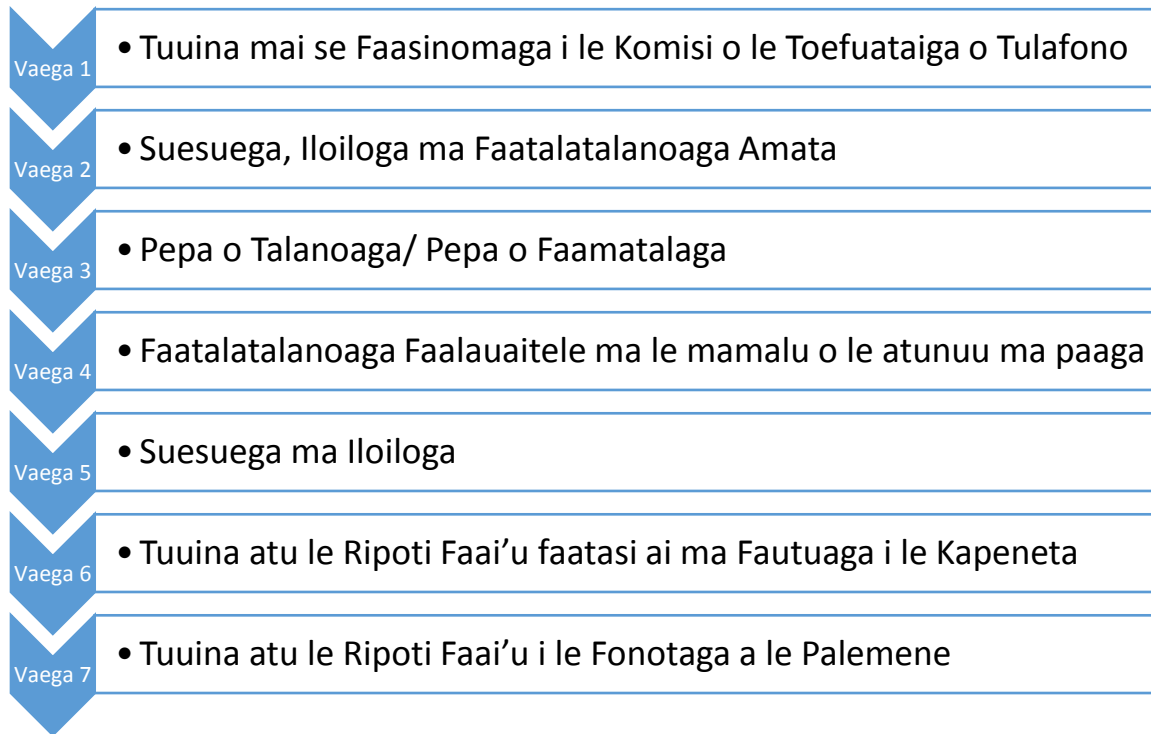 Vaega 1
• Tuuina mai se Faasinomaga i le Komisi o le Toefuataiga o Tulafono
Vaega 2
• Suesuega, Iloiloga ma Faatalatalanoaga Amata
Vaega 3
• Pepa o Talanoaga/ Pepa o Faamatalaga
Vaega 4
• Faatalatalanoaga Faalauaitele ma le mamalu o le atunuu ma paaga
Vaega 5
• Suesuega ma Iloiloga
Vaega 6
• Tuuina atu le Ripoti Faai’u faatasi ai ma Fautuaga i le Kapeneta
Vaega 7
• Tuuina atu le Ripoti Faai’u i le Fonotaga a le Palemene